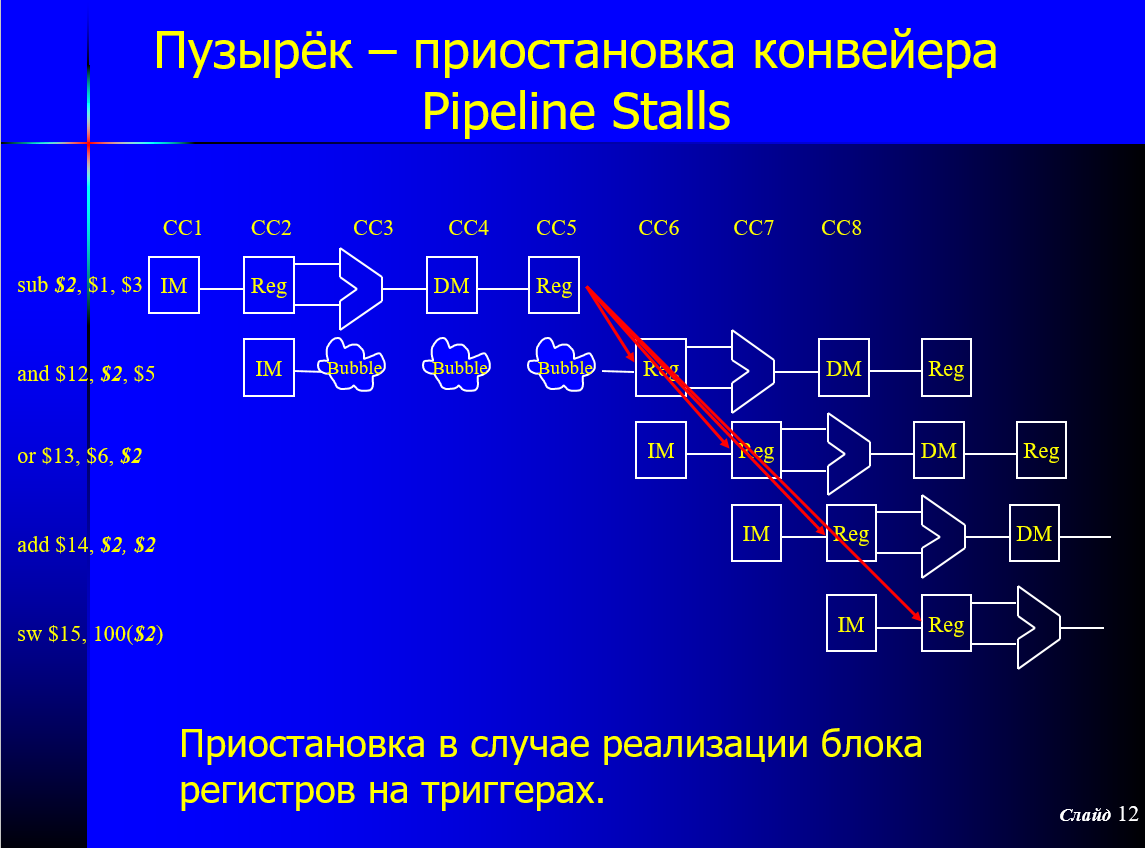 Пузырёк – приостановка конвейера
Pipeline Stalls
CC1 CC2 CC3 CC4 CC5 CC6 CC7 CC8
sub $2, $1, $3 IM Reg DM Reg
and $12, $2, $5 IM Bubble Bubble Bubble Reg DM Reg
or $13, $6, $2 IM Reg DM Reg
add $14, $2, $2 IM Reg DM
sw $15, 100($2) IM Reg
Приостановка в случае реализации блока
регистров на триггерах.
Слайд 12